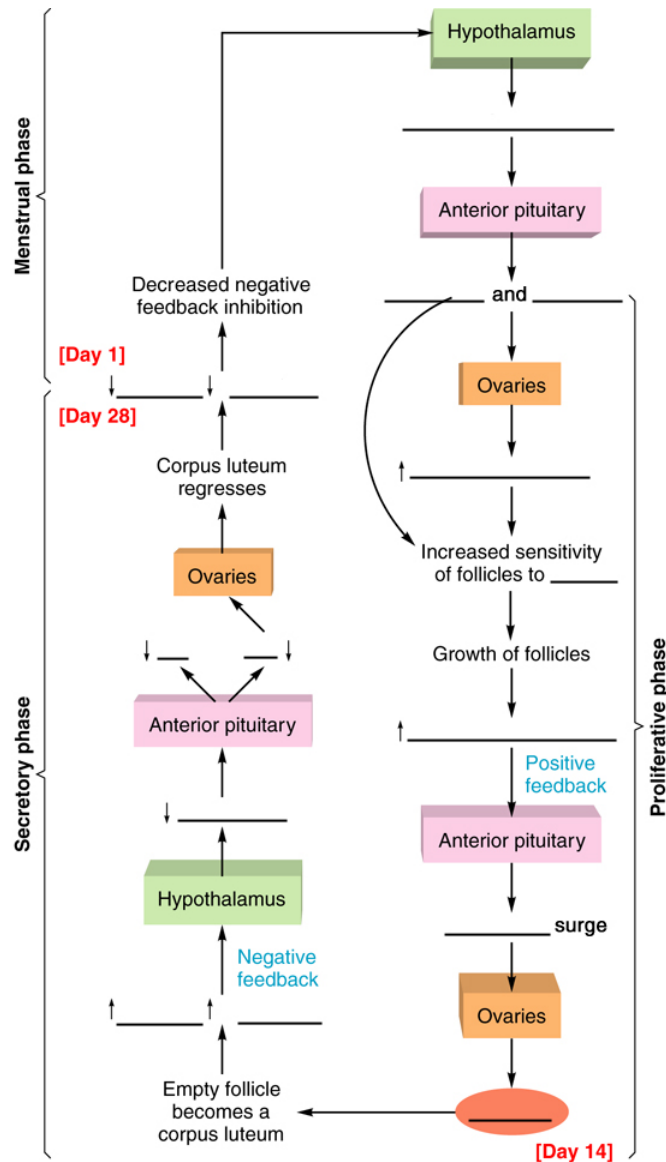 Hypothalamus
Anterior pituitary
and
Ovaries
Increased sensitivity
of follicles to
Growth of follicles
Positive
feedback
Anterior pituitary
surge
Ovaries
[Day 14]
Proliferative phase
Empty follicle
becomes a
corpus luteum
Negative
feedback
Hypothalamus
Anterior pituitary
Ovaries
Corpus luteum
regresses
[Day 28]
Secretory phase
[Day 1]
Decreased negative
feedback inhibition
Menstrual phase